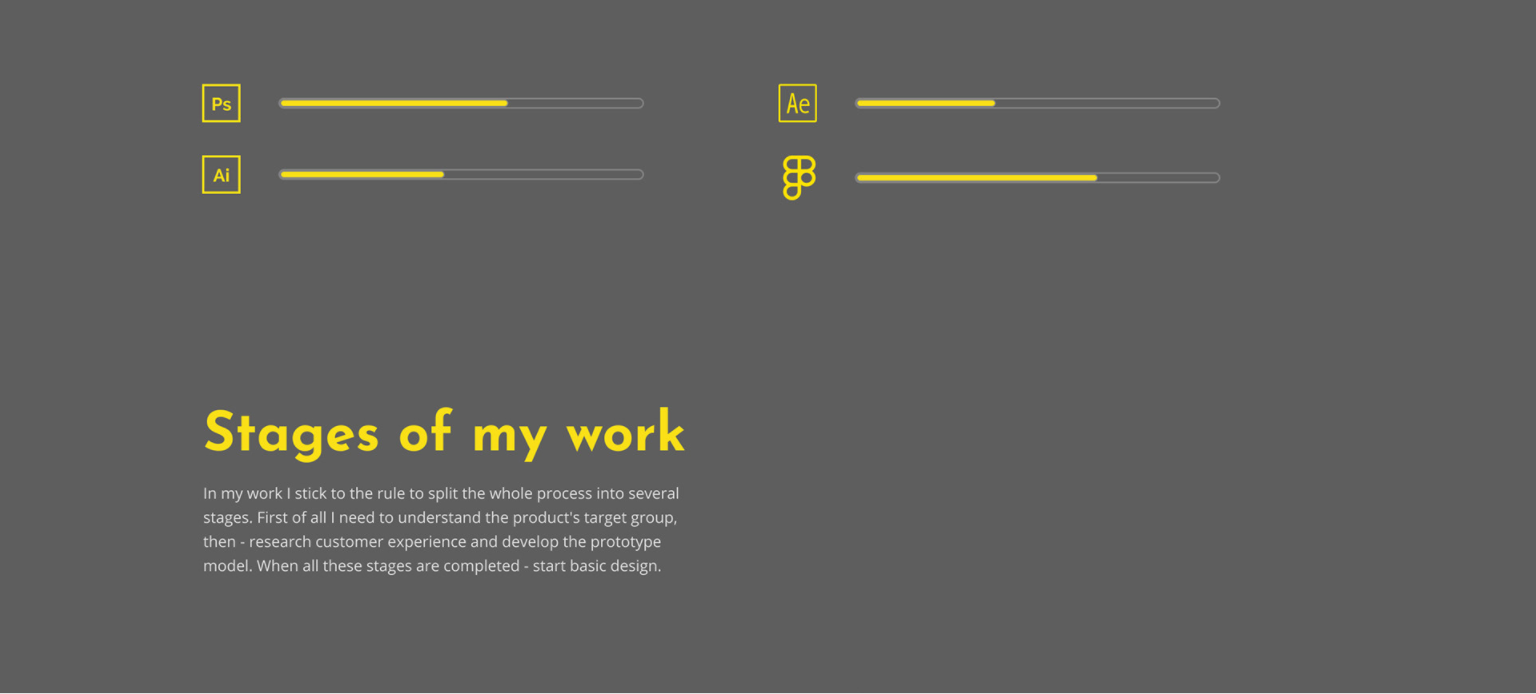 Ps
Ae
Ai
Stages of my work
In my work I stick to the rule to split the whole process into several
stages. First of all I need to understand the product's target group,
then - research customer experience and develop the prototype
model. When all these stages are completed - start basic design.